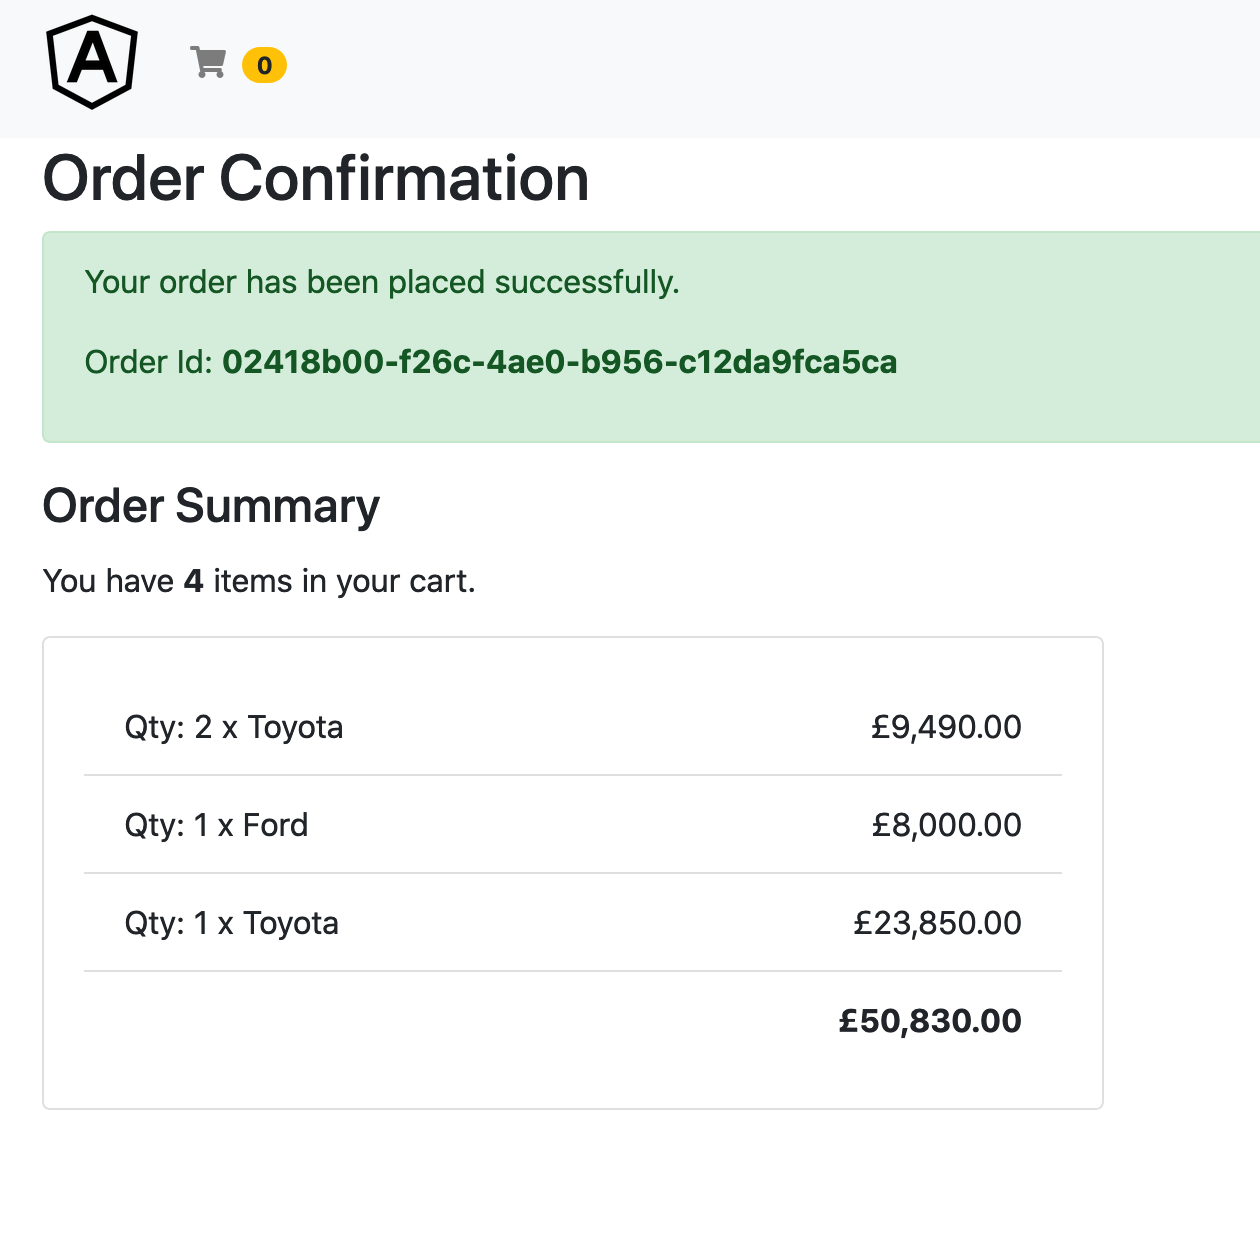 A
0
Order Confirmation
Your order has been placed successfully.
Order Id: 02418b00-f26c-4ae0-b956-c12da9fca5ca
Order Summary
You have 4 items in your cart.
Qty: 2 x Toyota £9,490.00
Qty: 1 x Ford £8,000.00
Qty: 1 x Toyota £23,850.00
£50,830.00